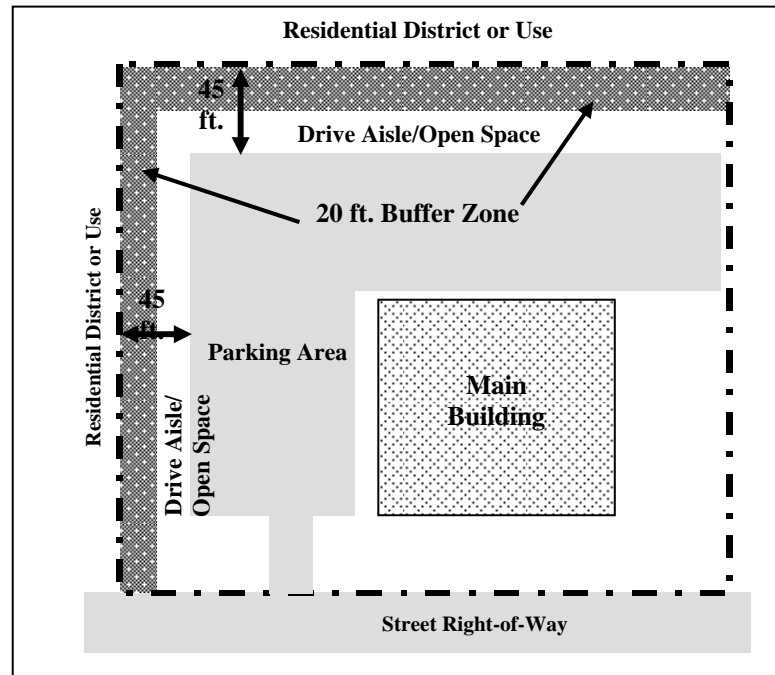 Residential District or Use
45
ft.
Drive Aisle/Open Space
20 ft. Buffer Zone
Residential District or Use
45
ft.
Parking Area
Main
Building
Drive Aisle/
Open Space
Street Right-of-Way